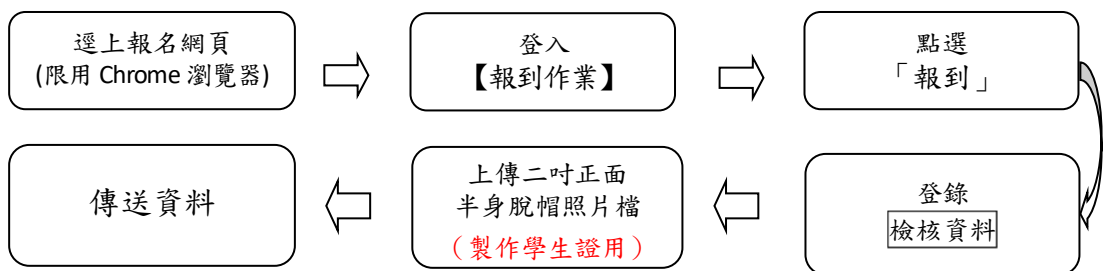 逕上報名網頁
(限用 Chrome 瀏覽器)
登入
【報到作業】
點選
「報到」
登錄
檢核資料
上傳二吋正面
半身脫帽照片檔
（製作學生證用）
傳送資料